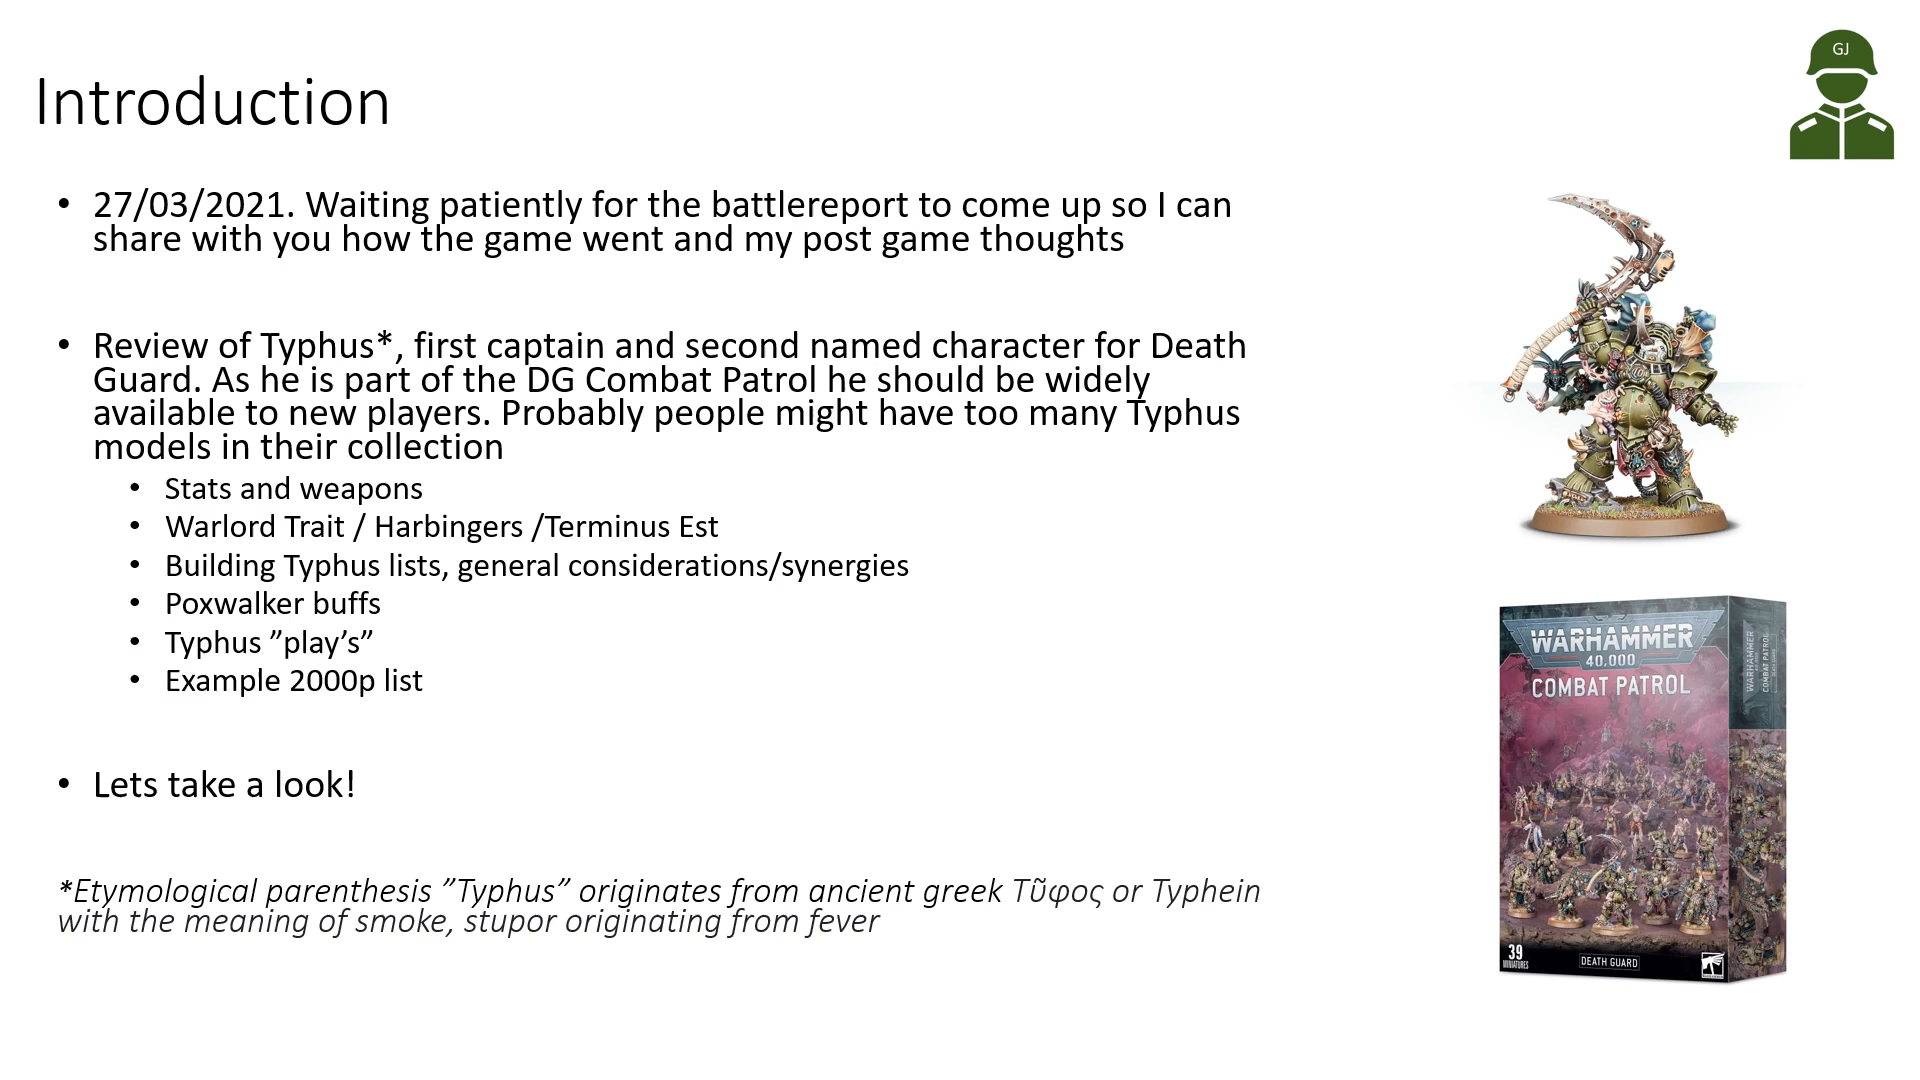 GJ
Introduction
• 27/03/2021. Waiting patiently for the battlereport to come up so I can
share with you how the game went and my post game thoughts
• Review of Typhus*, first captain and second named character for Death
Guard. As he is part of the DG Combat Patrol he should be widely
available to new players. Probably people might have too many Typhus
models in their collection
• Stats and weapons
• Warlord Trait / Harbingers /Terminus Est
• Building Typhus lists, general considerations/synergies
• Poxwalker buffs
• Typhus ”play’s”
• Example 2000p list
• Lets take a look!
*Etymological parenthesis ”Typhus” originates from ancient greek Τῦφος or Typhein
with the meaning of smoke, stupor originating from fever
WARHAMMER
40,000
COMBAT PATROL
39
MINIATURES
DEATH GUARD
WARHAMMER
COMBAT PATROL